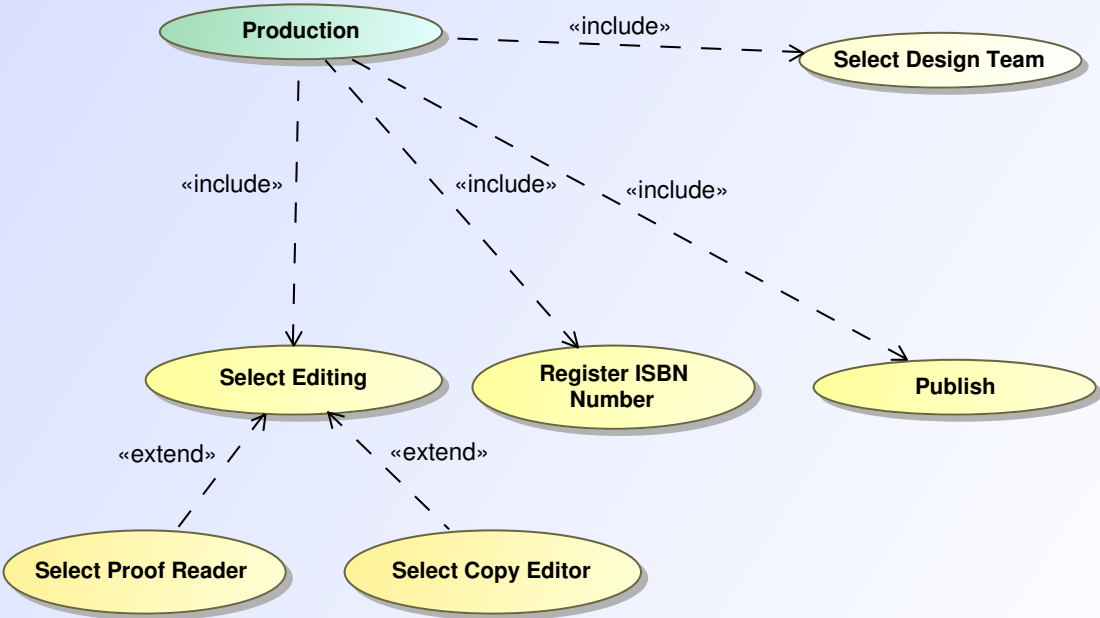 Production
«include»
Select Design Team
«include»
«include»
«include»
Select Editing
Register ISBN
Number
Publish
«extend»
«extend»
Select Proof Reader
Select Copy Editor